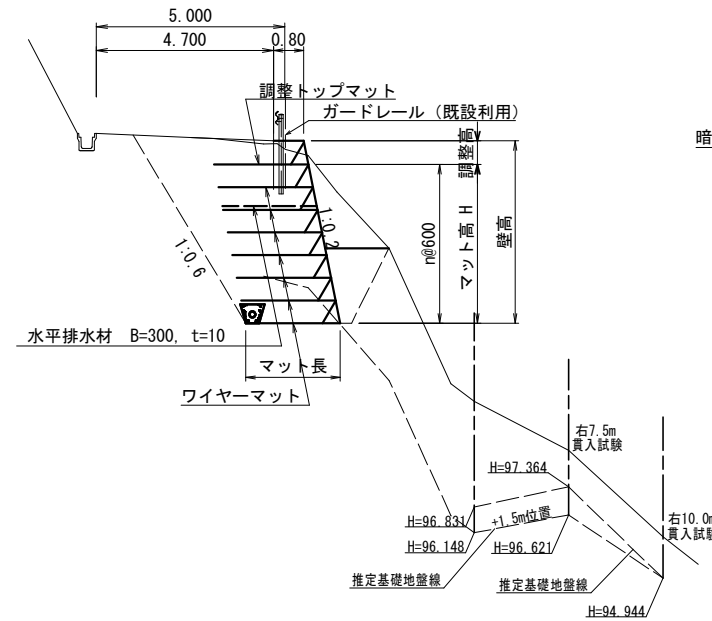 5.000
4.700
0.80
調整トップマット
ガードレール（既設利用）
暗
調整高
1:0.6
1:0.2
n@600
マット高 H
壁高
水平排水材 B=300, t=10
マット長
ワイヤーマット
右7.5m
貫入試験
H=97.364
H=96.831
+1.5m位置
H=96.148
H=96.621
右10.0m
貫入試験
推定基礎地盤線
推定基礎地盤線
H=94.944